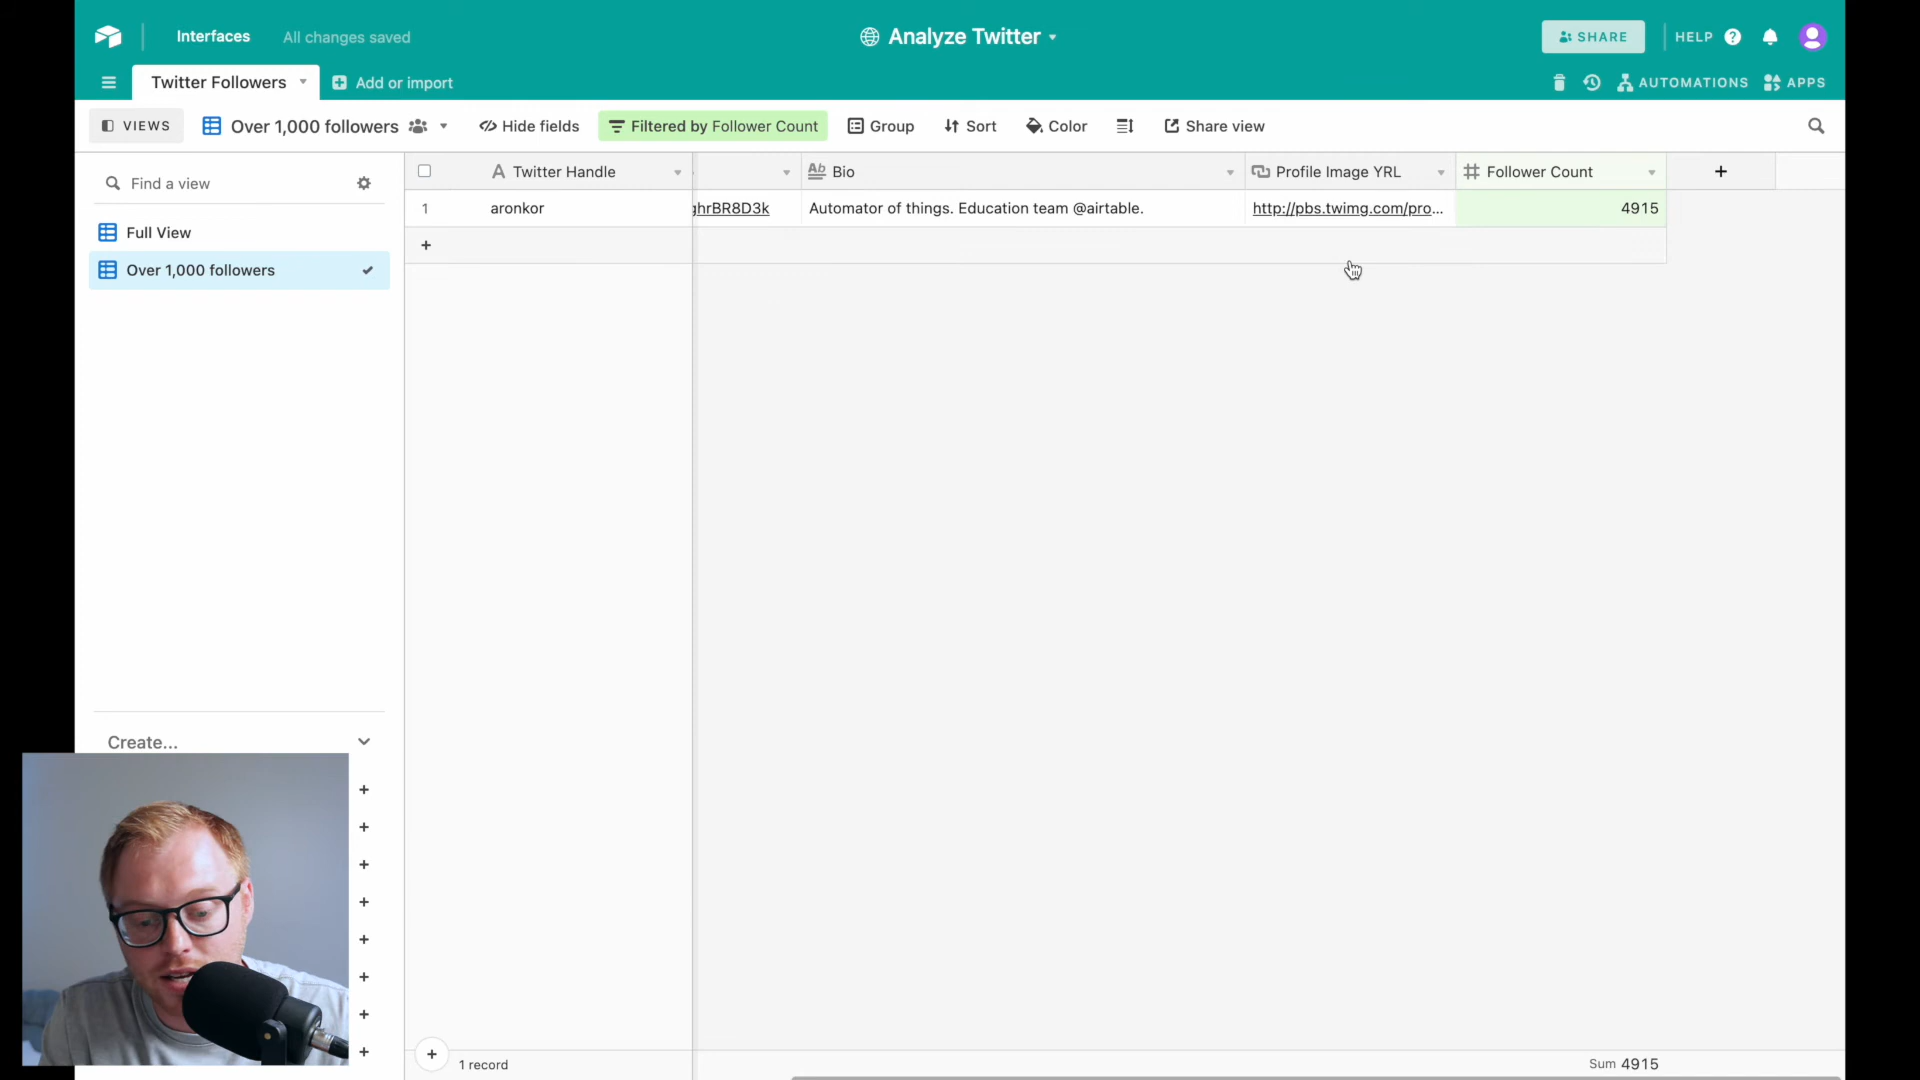 Interfaces
All changes saved
Analyze Twitter
SHARE
HELP
Twitter Followers
Add or import
AUTOMATIONS
APPS
VIEWS
Over 1,000 followers
Hide fields
Filtered by Follower Count
Group
Sort
Color
Share view
Find a view
Full View
Over 1,000 followers
Create...
Twitter Handle
Bio
Profile Image YRL
Follower Count
1
aronkor
ghrBR8D3k
Automator of things. Education team @airtable.
http://pbs.twimg.com/pro...
4915
1 record
Sum 4915